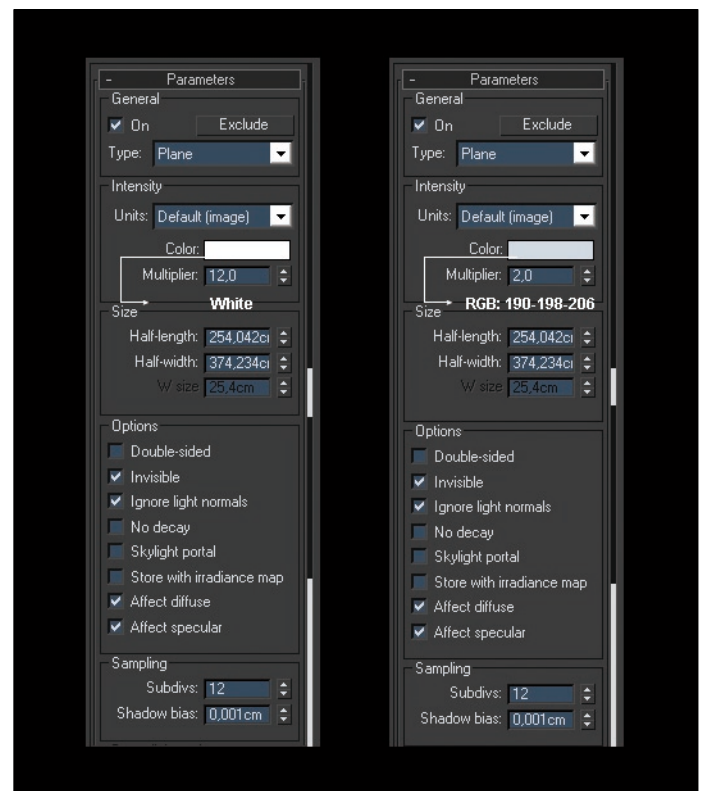 - Parameters
General
On Exclude
Type: Plane
Intensity
Units: Default (image)
Color:
Multiplier: 12,0
White
Size
Half-length: 254,042c
Half-width: 374,234c
W size 25,4cm
Options
Double-sided
Invisible
Ignore light normals
No decay
Skylight portal
Store with irradiance map
Affect diffuse
Affect specular
Sampling
Subdivs: 12
Shadow bias: 0,001cm
- Parameters
General
On Exclude
Type: Plane
Intensity
Units: Default (image)
Color:
Multiplier: 2,0
RGB: 190-198-206
Size
Half-length: 254,042c
Half-width: 374,234c
W size 25,4cm
Options
Double-sided
Invisible
Ignore light normals
No decay
Skylight portal
Store with irradiance map
Affect diffuse
Affect specular
Sampling
Subdivs: 12
Shadow bias: 0,001cm